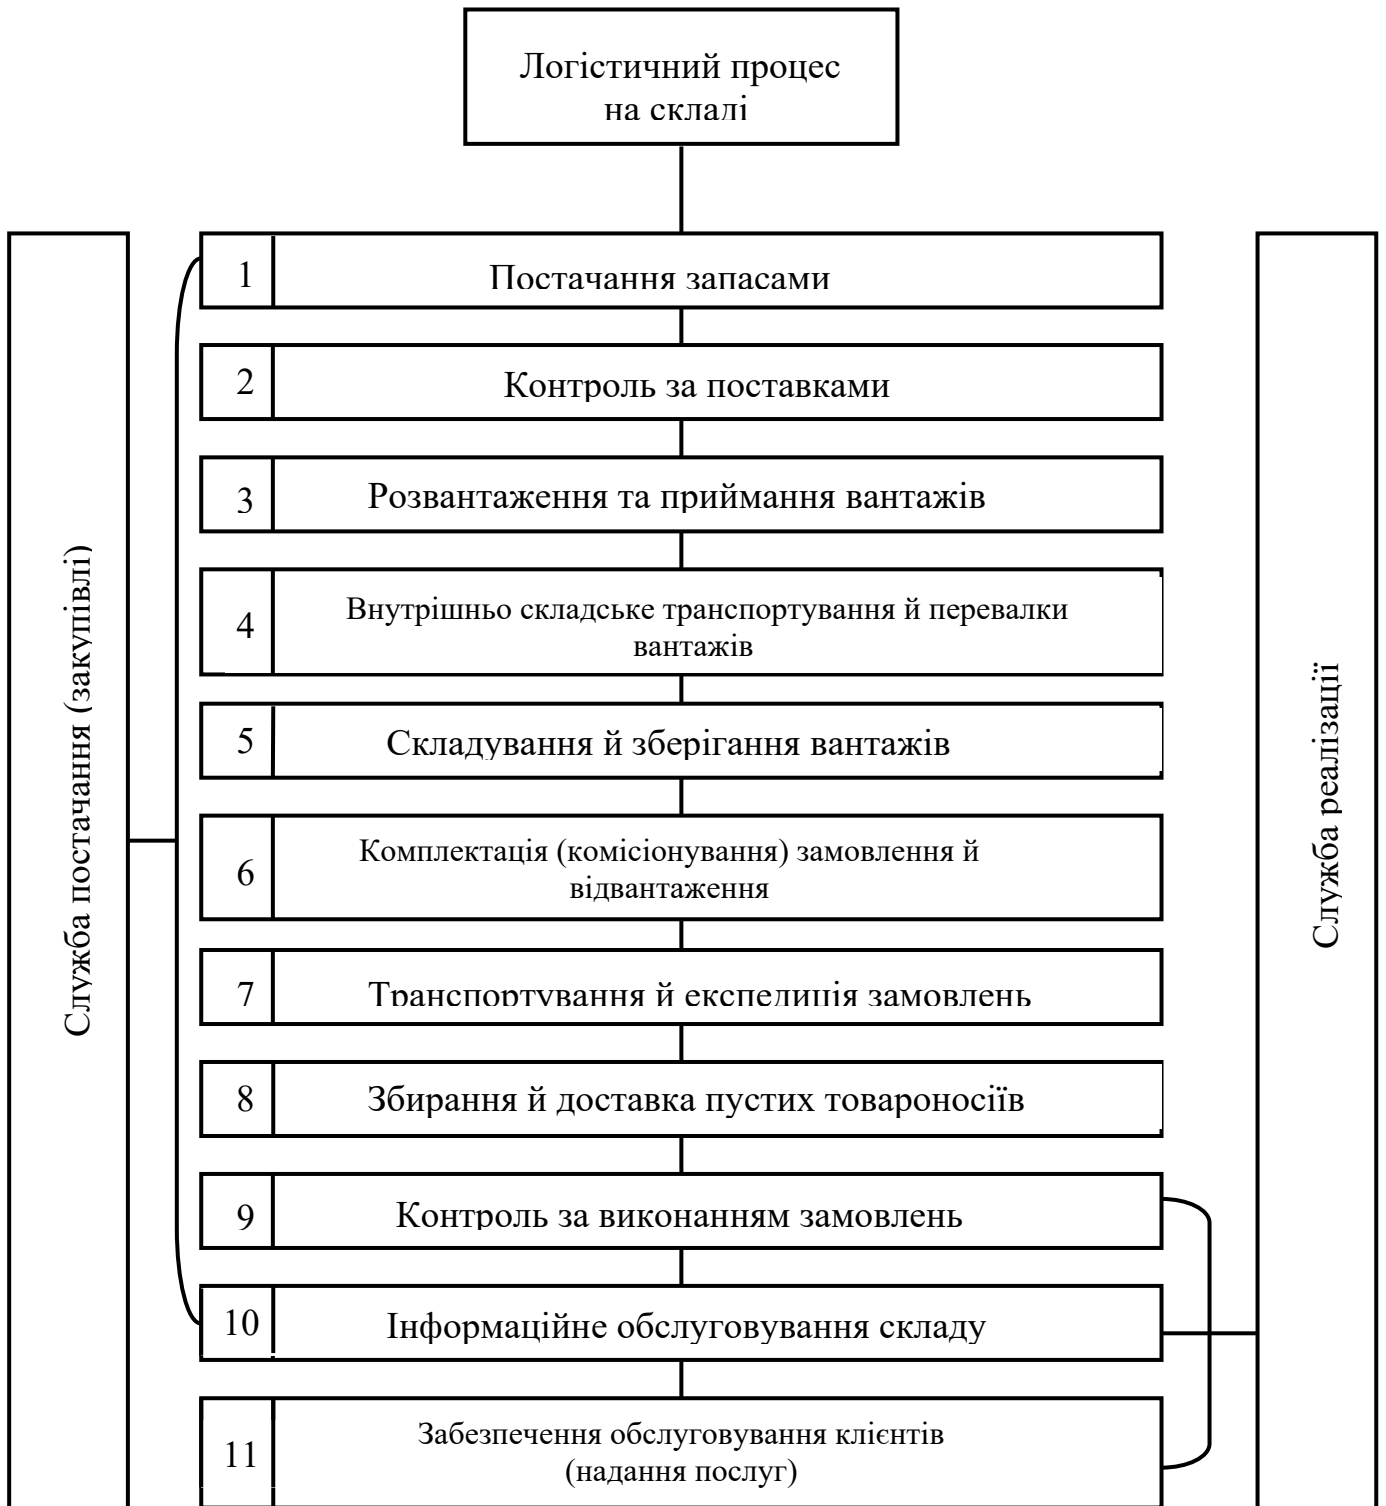 Логістичний процес
на складі
Служба постачання (закупівлі)
1 Постачання запасами
2 Контроль за поставками
3 Розвантаження та приймання вантажів
4 Внутрішньо складське транспортування й перевалки
вантажів
5 Складування й зберігання вантажів
6 Комплектація (комісіонування) замовлення й
відвантаження
7 Транспортування й експедиція замовлень
8 Збирання й доставка пустих товароносіїв
9 Контроль за виконанням замовлень
10 Інформаційне обслуговування складу
11 Забезпечення обслуговування клієнтів
(надання послуг)
Служба реалізації